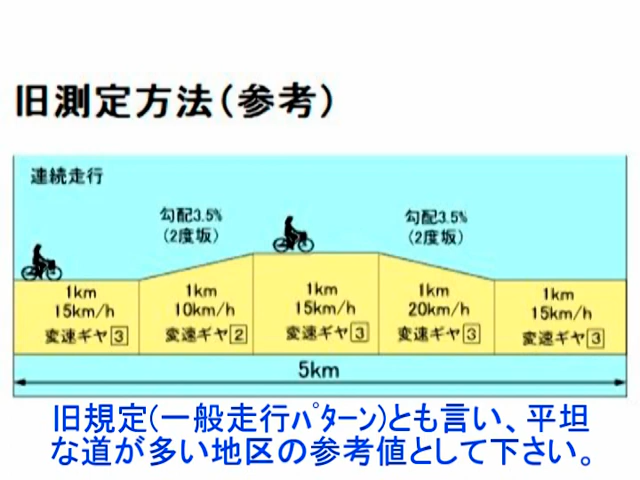 旧測定方法(参考)
連続走行
勾配3.5%
(2度坂)
勾配3.5%
(2度坂)
1km
15km/h
変速ギヤ3
1km
10km/h
変速ギヤ2
1km
15km/h
変速ギヤ3
1km
20km/h
変速ギヤ3
1km
15km/h
変速ギヤ3
5km
旧規定(一般走行ﾊﾟﾀｰﾝ)とも言い、平坦
な道が多い地区の参考値として下さい。